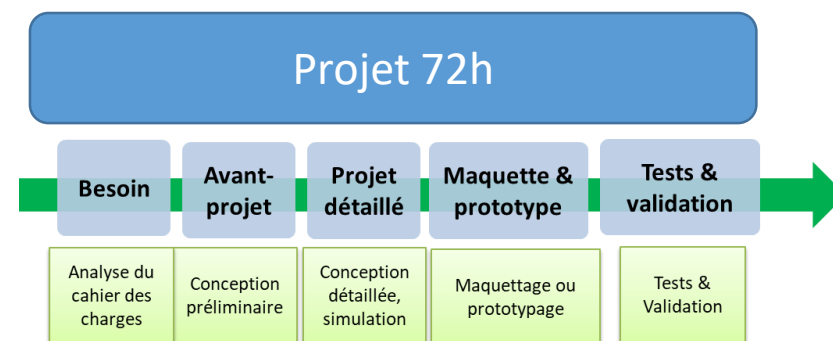 Projet 72h
Besoin
Avant-
projet
Projet
détaillé
Maquette &
prototype
Tests &
validation
Analyse du
cahier des
charges
Conception
préliminaire
Conception
détaillée,
simulation
Maquettage ou
prototypage
Tests &
Validation